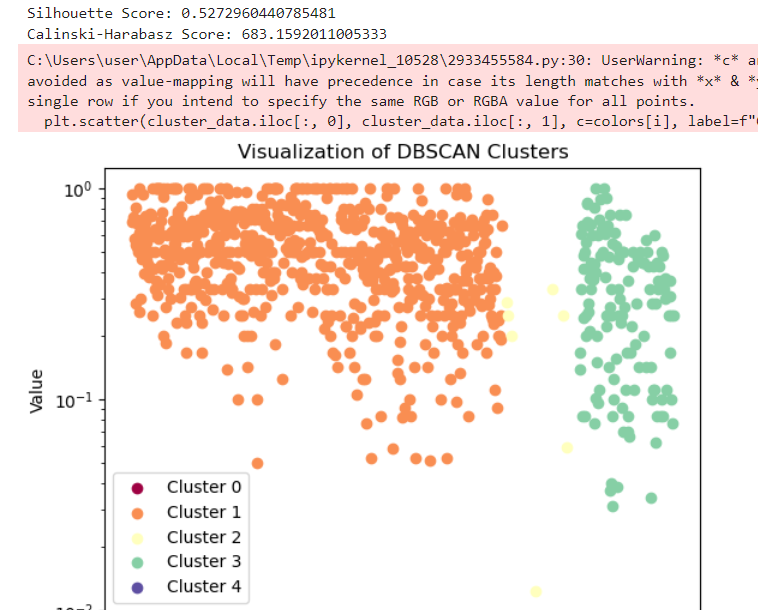 Silhouette Score: 0.5272960440785481
Calinski-Harabasz Score: 683.1592011005333
C:\Users\user\AppData\Local\Temp\ipykernel_10528\2933455584.py:30: UserWarning: *c* a
avoided as value-mapping will have precedence in case its length matches with *x* & *
single row if you intend to specify the same RGB or RGBA value for all points.
plt.scatter(cluster_data.iloc[:, 0], cluster_data.iloc[:, 1], c=colors[i], label=f"
Visualization of DBSCAN Clusters
10⁰
Value
10⁻¹
Cluster 0
Cluster 1
Cluster 2
Cluster 3
Cluster 4